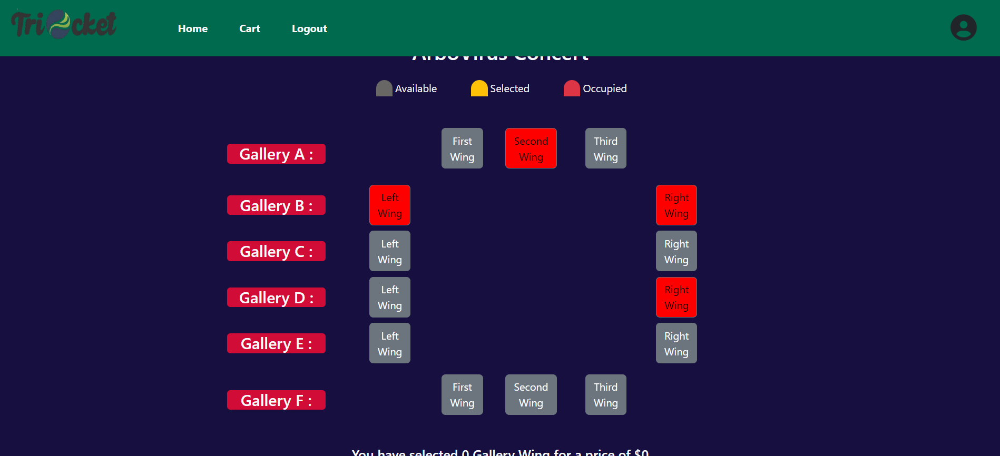 Tricket
Home Cart Logout
ArboVirus Concert
Available Selected Occupied
Gallery A :
First
Wing
Second
Wing
Third
Wing
Gallery B :
Left
Wing
Right
Wing
Gallery C :
Left
Wing
Right
Wing
Gallery D :
Left
Wing
Right
Wing
Gallery E :
Left
Wing
Right
Wing
Gallery F :
First
Wing
Second
Wing
Third
Wing
You have selected 0 Gallery Wing for a price of $0